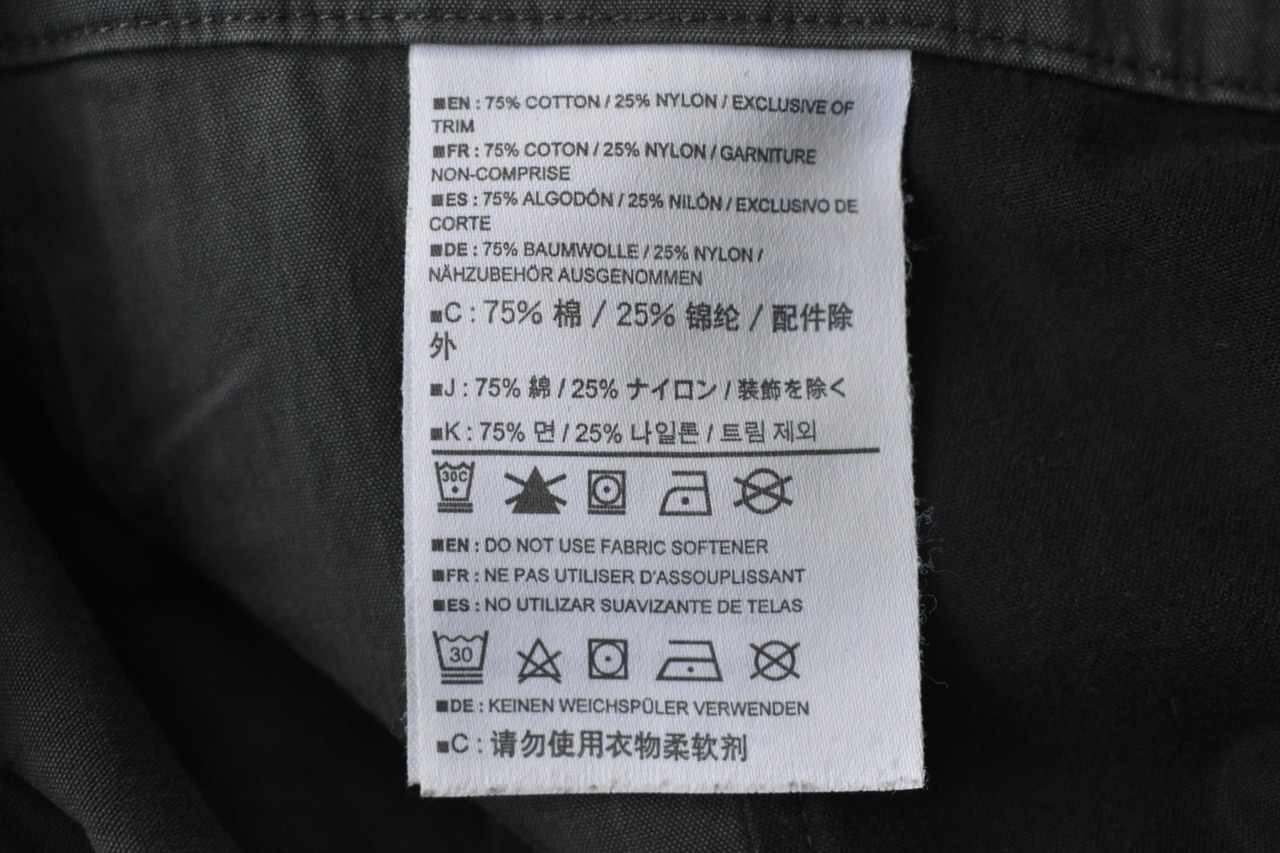 ■EN : 75% COTTON / 25% NYLON / EXCLUSIVE OF
TRIM
■FR : 75% COTON / 25% NYLON / GARNITURE
NON-COMPRISE
■ES : 75% ALGODÓN / 25% NILÓN / EXCLUSIVO DE
CORTE
■DE : 75% BAUMWOLLE / 25% NYLON /
NÄHZUBEHÖR AUSGENOMMEN
■C : 75% 棉 / 25% 锦纶 / 配件除
外
■J : 75% 綿 / 25% ナイロン / 装飾を除く
■K : 75% 면 / 25% 나일론 / 트림 제외
30C
■EN : DO NOT USE FABRIC SOFTENER
■FR : NE PAS UTILISER D'ASSOUPLISSANT
■ES : NO UTILIZAR SUAVIZANTE DE TELAS
30
■DE : KEINEN WEICHSPÜLER VERWENDEN
■C : 请勿使用衣物柔软剂